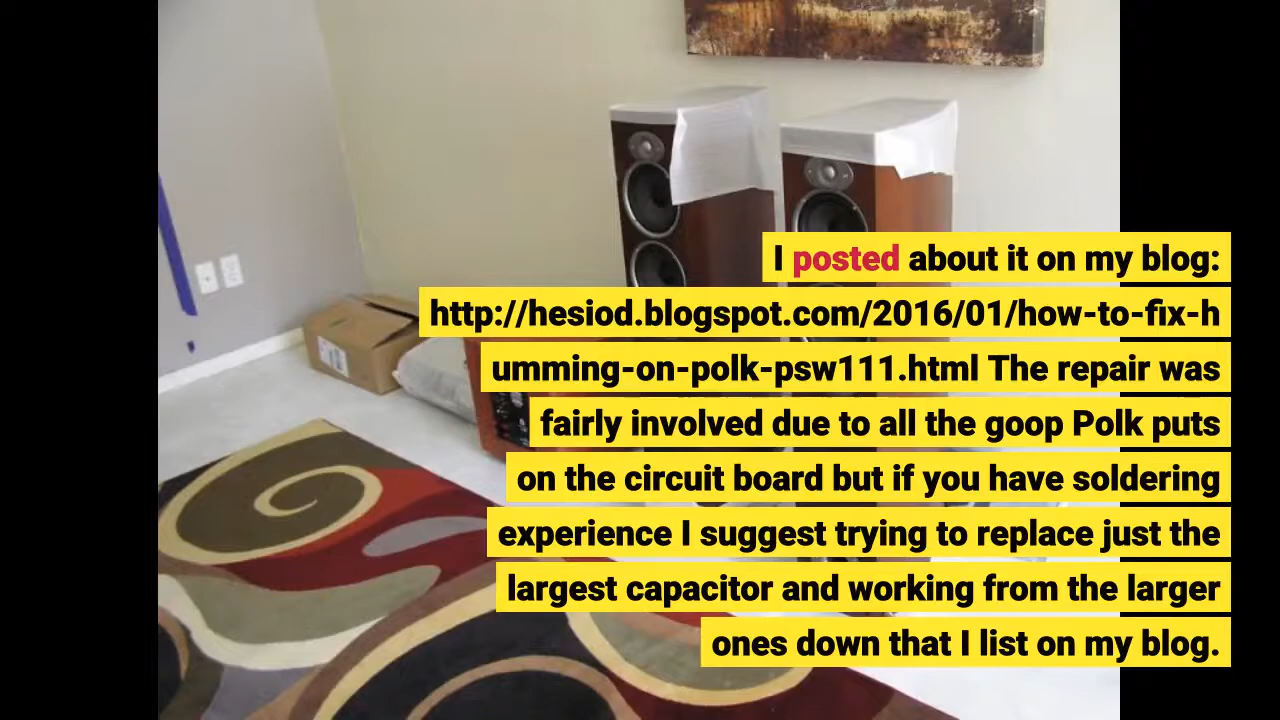 I posted about it on my blog:
http://hesiod.blogspot.com/2016/01/how-to-fix-h
umming-on-polk-psw111.html The repair was
fairly involved due to all the goop Polk puts
on the circuit board but if you have soldering
experience I suggest trying to replace just the
largest capacitor and working from the larger
ones down that I list on my blog.